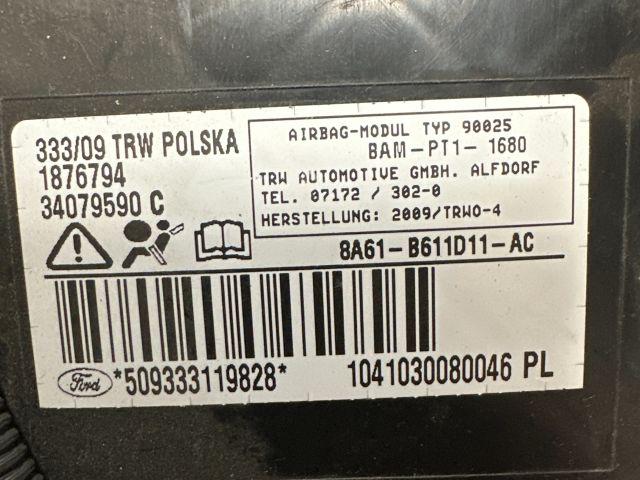 333/09 TRW POLSKA
1876794
34079590 C
AIRBAG-MODUL TYP 90025
BAM-PT1- 1680
TRW AUTOMOTIVE GMBH. ALFDORF
TEL. 07172 / 302-0
HERSTELLUNG: 2009/TRWO-4
8A61-B611D11-AC
Ford *509333119828* 1041030080046 PL